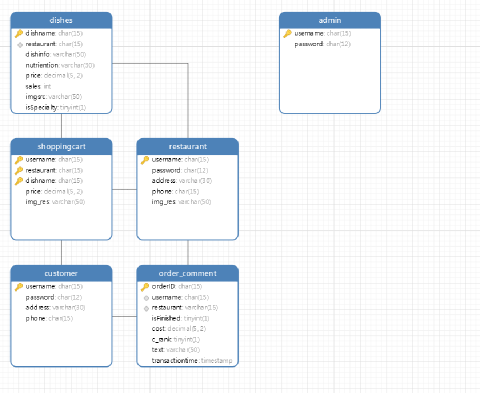 dishes
dishname: char(15)
restaurant: char(15)
dishinfo: varchar(50)
nutriention: varchar(30)
price: decimal(5, 2)
sales: int
imgsrc: varchar(50)
isSpecialty: tinyint(1)
admin
username: char(15)
password: char(12)
shoppingcart
username: char(15)
restaurant: char(15)
dishname: char(15)
price: decimal(5, 2)
img_res: varchar(50)
restaurant
username: char(15)
password: char(12)
address: varchar(35)
phone: char(15)
img_res: varchar(50)
customer
username: char(15)
password: char(12)
address: varchar(30)
phone: char(15)
order_comment
orderID: char(15)
username: char(15)
restaurant: varchar(15)
isFinished: tinyint(1)
cost: decimal(5, 2)
c_rank: tinyint(1)
text: varchar(50)
transactiontime: timestamp